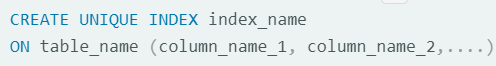 CREATE UNIQUE INDEX index_name
ON table_name (column_name_1, column_name_2,....)